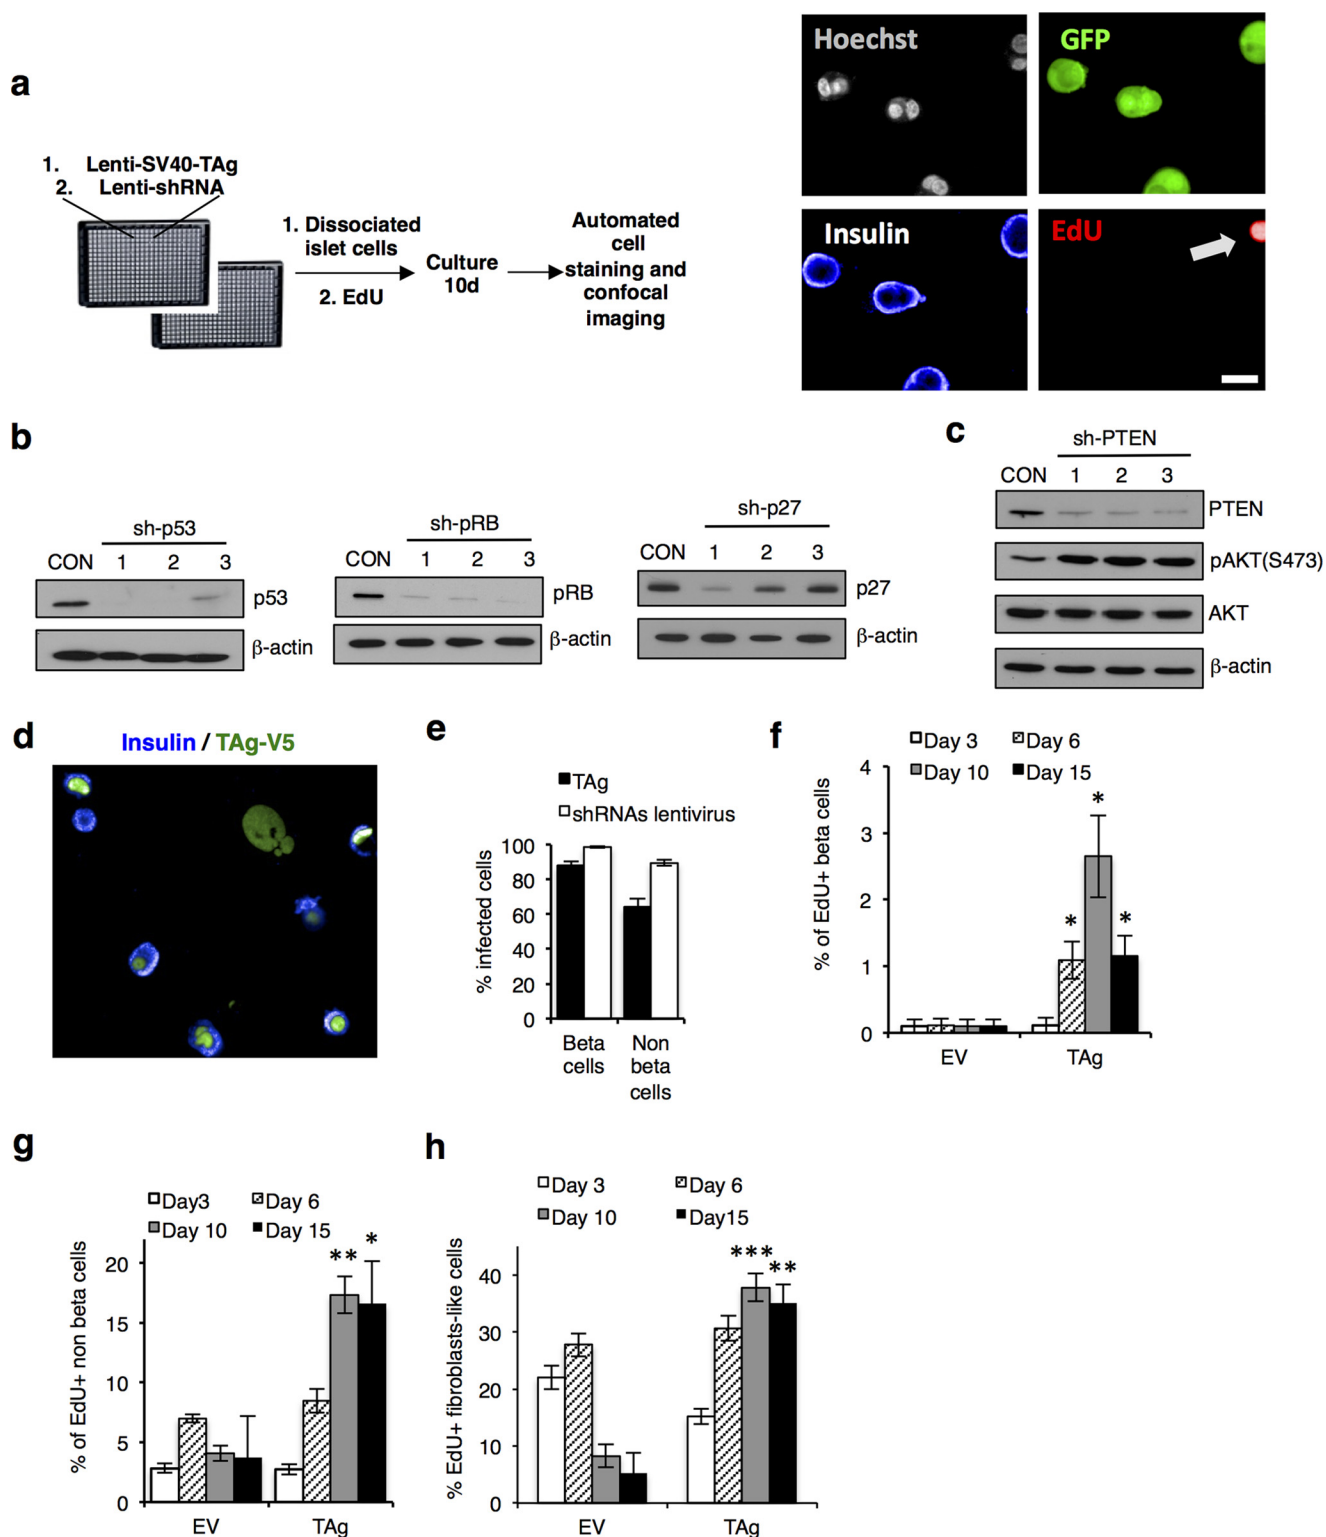 a
1. Lenti-SV40-TAg
2. Lenti-shRNA
1. Dissociated
islet cells
2. EdU
Culture
10d
Automated
cell
staining and
confocal
imaging
Hoechst
GFP
Insulin
EdU
b
sh-p53
CON 1 2 3
p53
β-actin
sh-pRB
CON 1 2 3
pRB
β-actin
sh-p27
CON 1 2 3
p27
β-actin
c
sh-PTEN
CON 1 2 3
PTEN
pAKT(S473)
AKT
β-actin
d
Insulin / TAg-V5
e
TAg
shRNAs lentivirus
% infected cells
100
80
60
40
20
0
Beta
cells
Non
beta
cells
f
Day 3 Day 6
Day 10 Day 15
% of EdU+ beta cells
4
3
2
1
0
* * *
EV TAg
g
Day3 Day 6
Day 10 Day 15
% of EdU+ non beta cells
20
15
10
5
0
** *
EV TAg
h
Day 3 Day 6
Day 10 Day15
% EdU+ fibroblasts-like cells
40
30
20
10
0
*** **
EV TAg